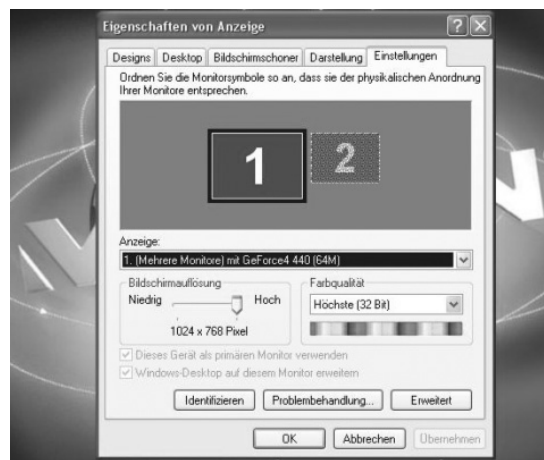 Eigenschaften von Anzeige
Designs Desktop Bildschirmschoner Darstellung Einstellungen
Ordnen Sie die Monitorsymbole so an, dass sie der physikalischen Anordnung
Ihrer Monitore entsprechen.
1 2
Anzeige:
1. (Mehrere Monitore) mit GeForce4 440 (64M)
Bildschirmauflösung Farbqualität
Niedrig Hoch Höchste (32 Bit)
1024 x 768 Pixel
Dieses Gerät als primären Monitor verwenden
Windows-Desktop auf diesem Monitor erweitern
Identifizieren Problembehandlung... Erweitert
OK Abbrechen Übernehmen